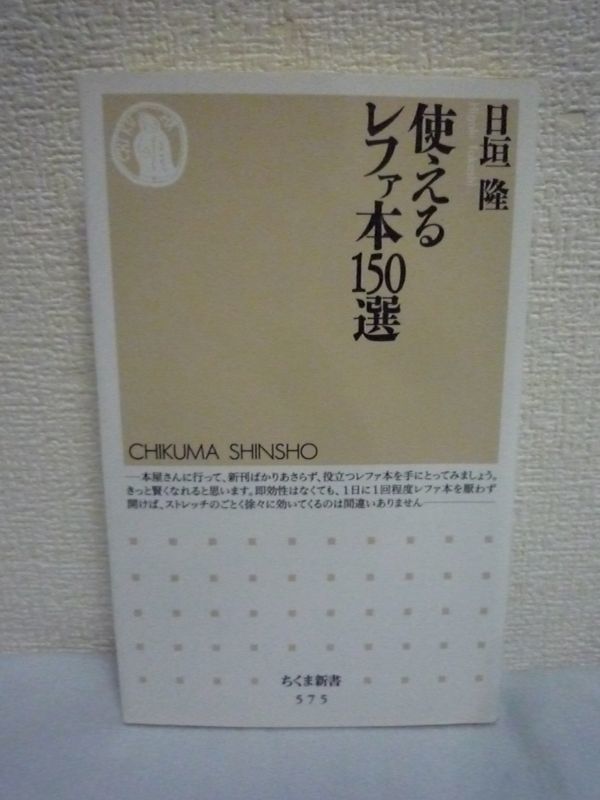 日垣 隆
Higaki Takashi
使える
レファ本150選
CHIKUMA SHINSHO
―本屋さんに行って、新刊ばかりあさらず、役立つレファ本を手にとってみましょう。
きっと賢くなれると思います。即効性はなくても、1日に1回程度レファ本を厭わず
開けば、ストレッチのごとく徐々に効いてくるのは間違いありません―
ちくま新書
575